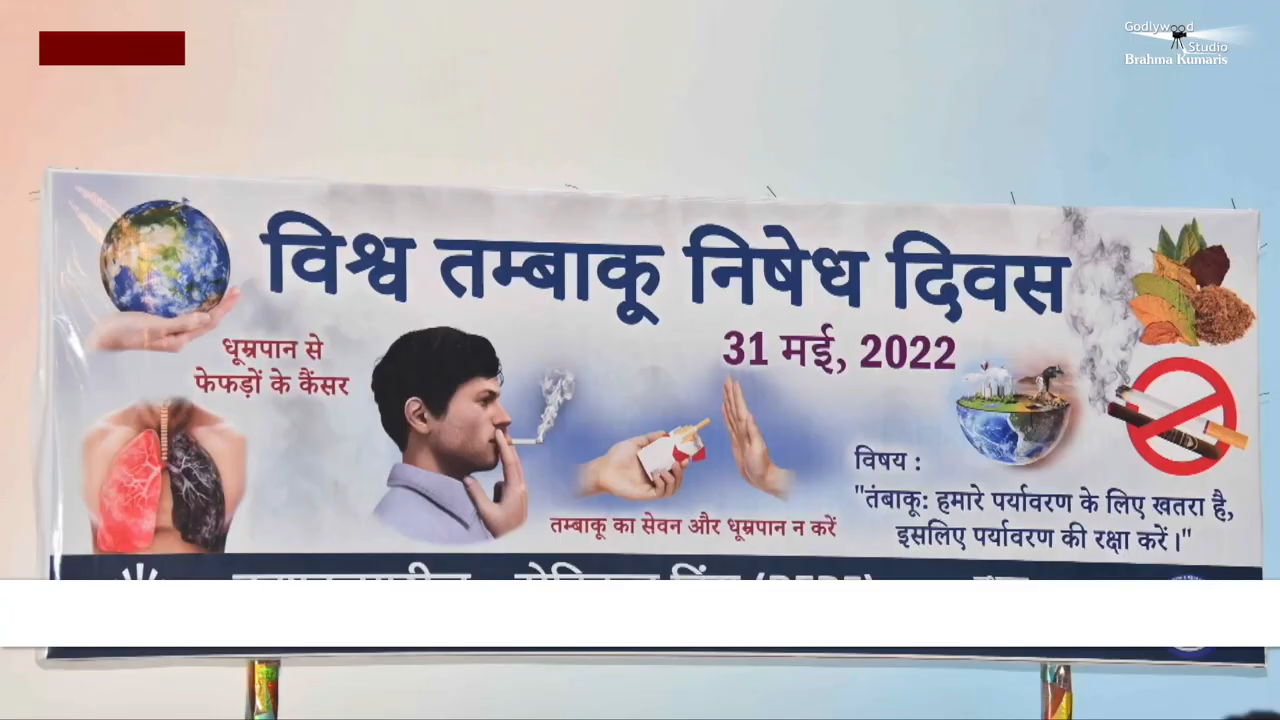 Godlywood
Studio
Brahma Kumaris
विश्व तम्बाकू निषेध दिवस
31 मई, 2022
धूम्रपान से
फेफड़ों के कैंसर
विषय :
"तंबाकू: हमारे पर्यावरण के लिए खतरा है,
इसलिए पर्यावरण की रक्षा करें।"
तम्बाकू का सेवन और धूम्रपान न करें